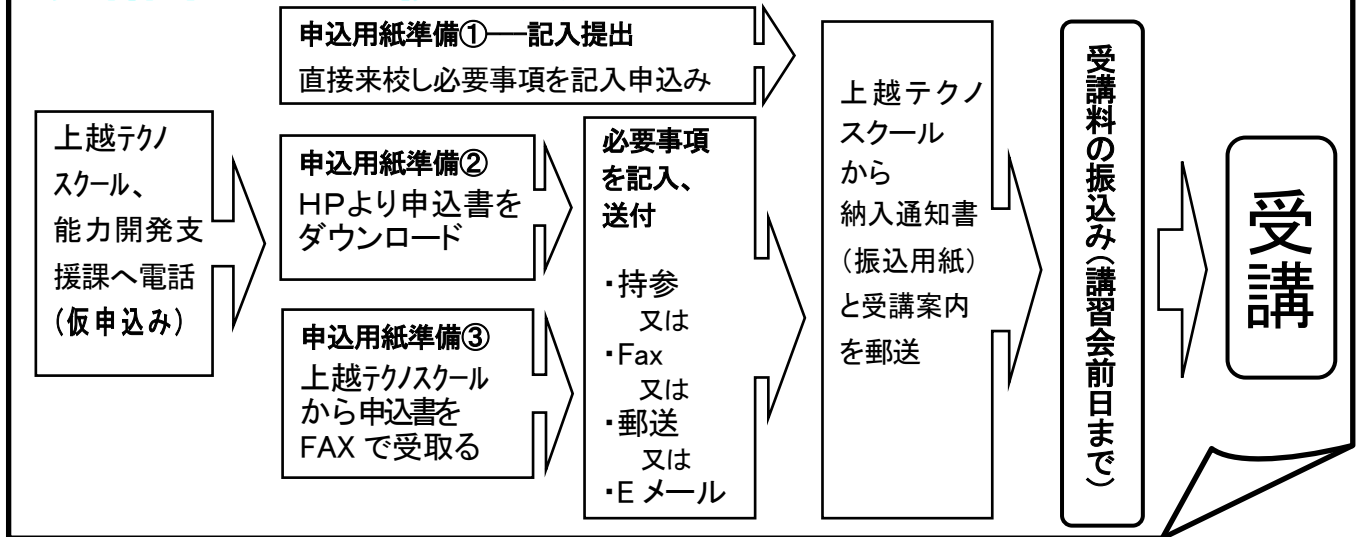 上越テクノ
スクール、
能力開発支
援課へ電話
(仮申込み)
申込用紙準備①──記入提出
直接来校し必要事項を記入申込み
申込用紙準備②
HPより申込書を
ダウンロード
申込用紙準備③
上越テクノスクール
から申込書を
FAXで受取る
必要事項
を記入、
送付
・持参
又は
・Fax
又は
・郵送
又は
・Eメール
上越テクノ
スクール
から
納入通知書
(振込用紙)
と受講案内
を郵送
受講料の振込み(講習会前日まで)
受講